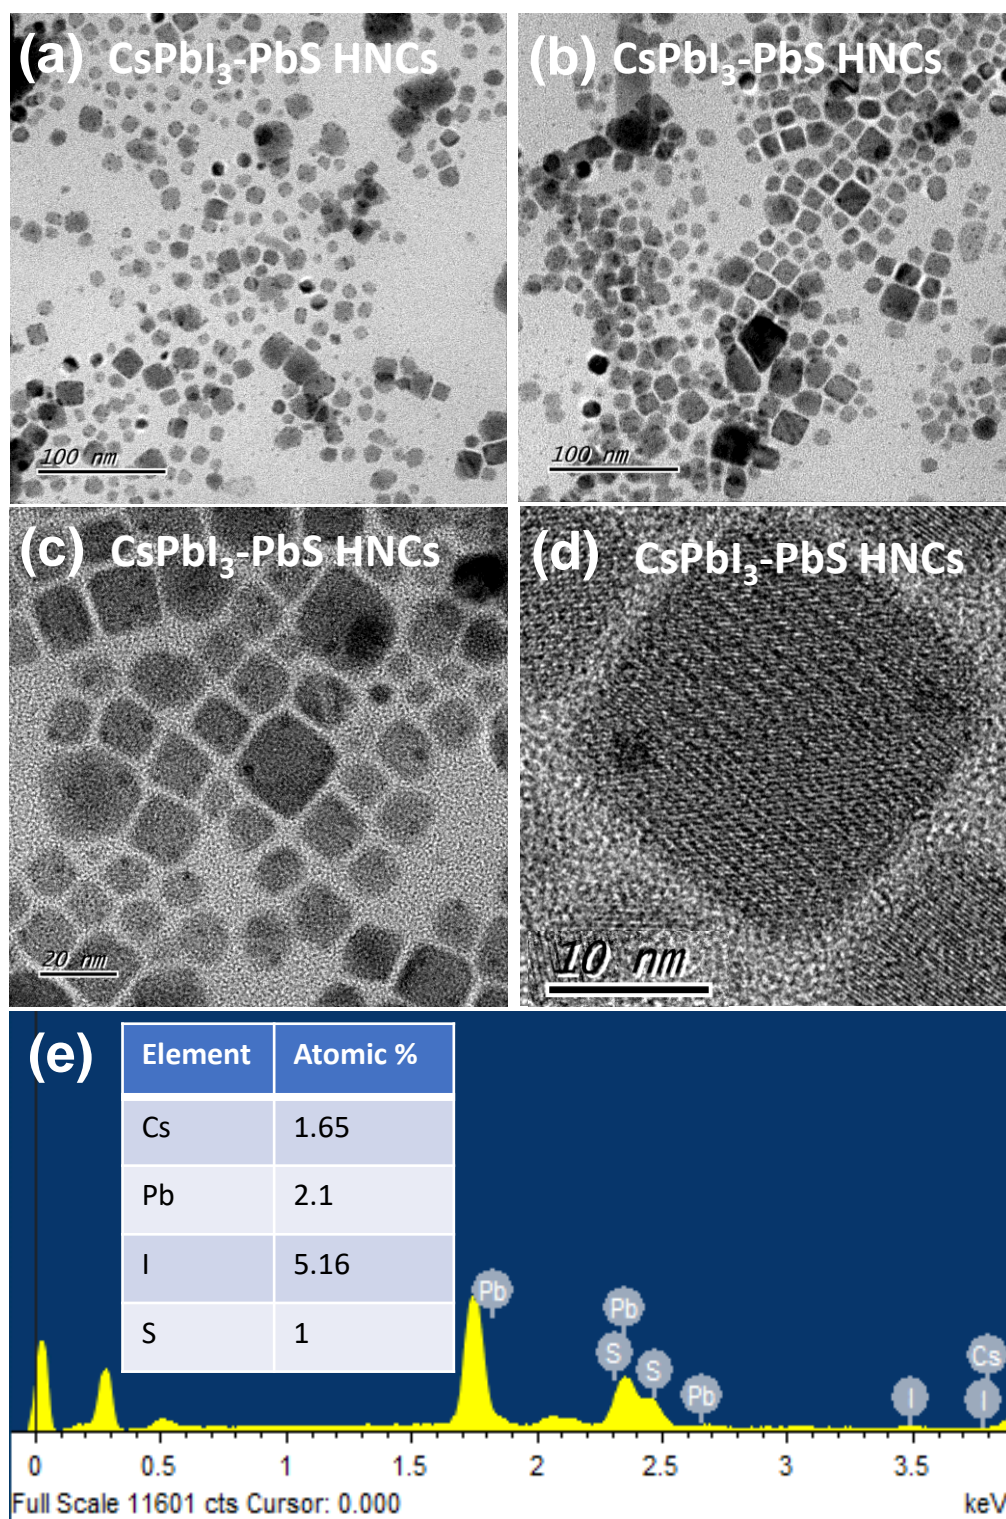 (a) CsPbI₃-PbS HNCs
100 nm
(b) CsPbI₃-PbS HNCs
100 nm
(c) CsPbI₃-PbS HNCs
20 nm
(d) CsPbI₃-PbS HNCs
10 nm
(e)
Element Atomic %
Cs 1.65
Pb 2.1
I 5.16
S 1
Pb
Pb
S
S
Pb
I
Cs
I
0 0.5 1 1.5 2 2.5 3 3.5
Full Scale 11601 cts Cursor: 0.000 keV